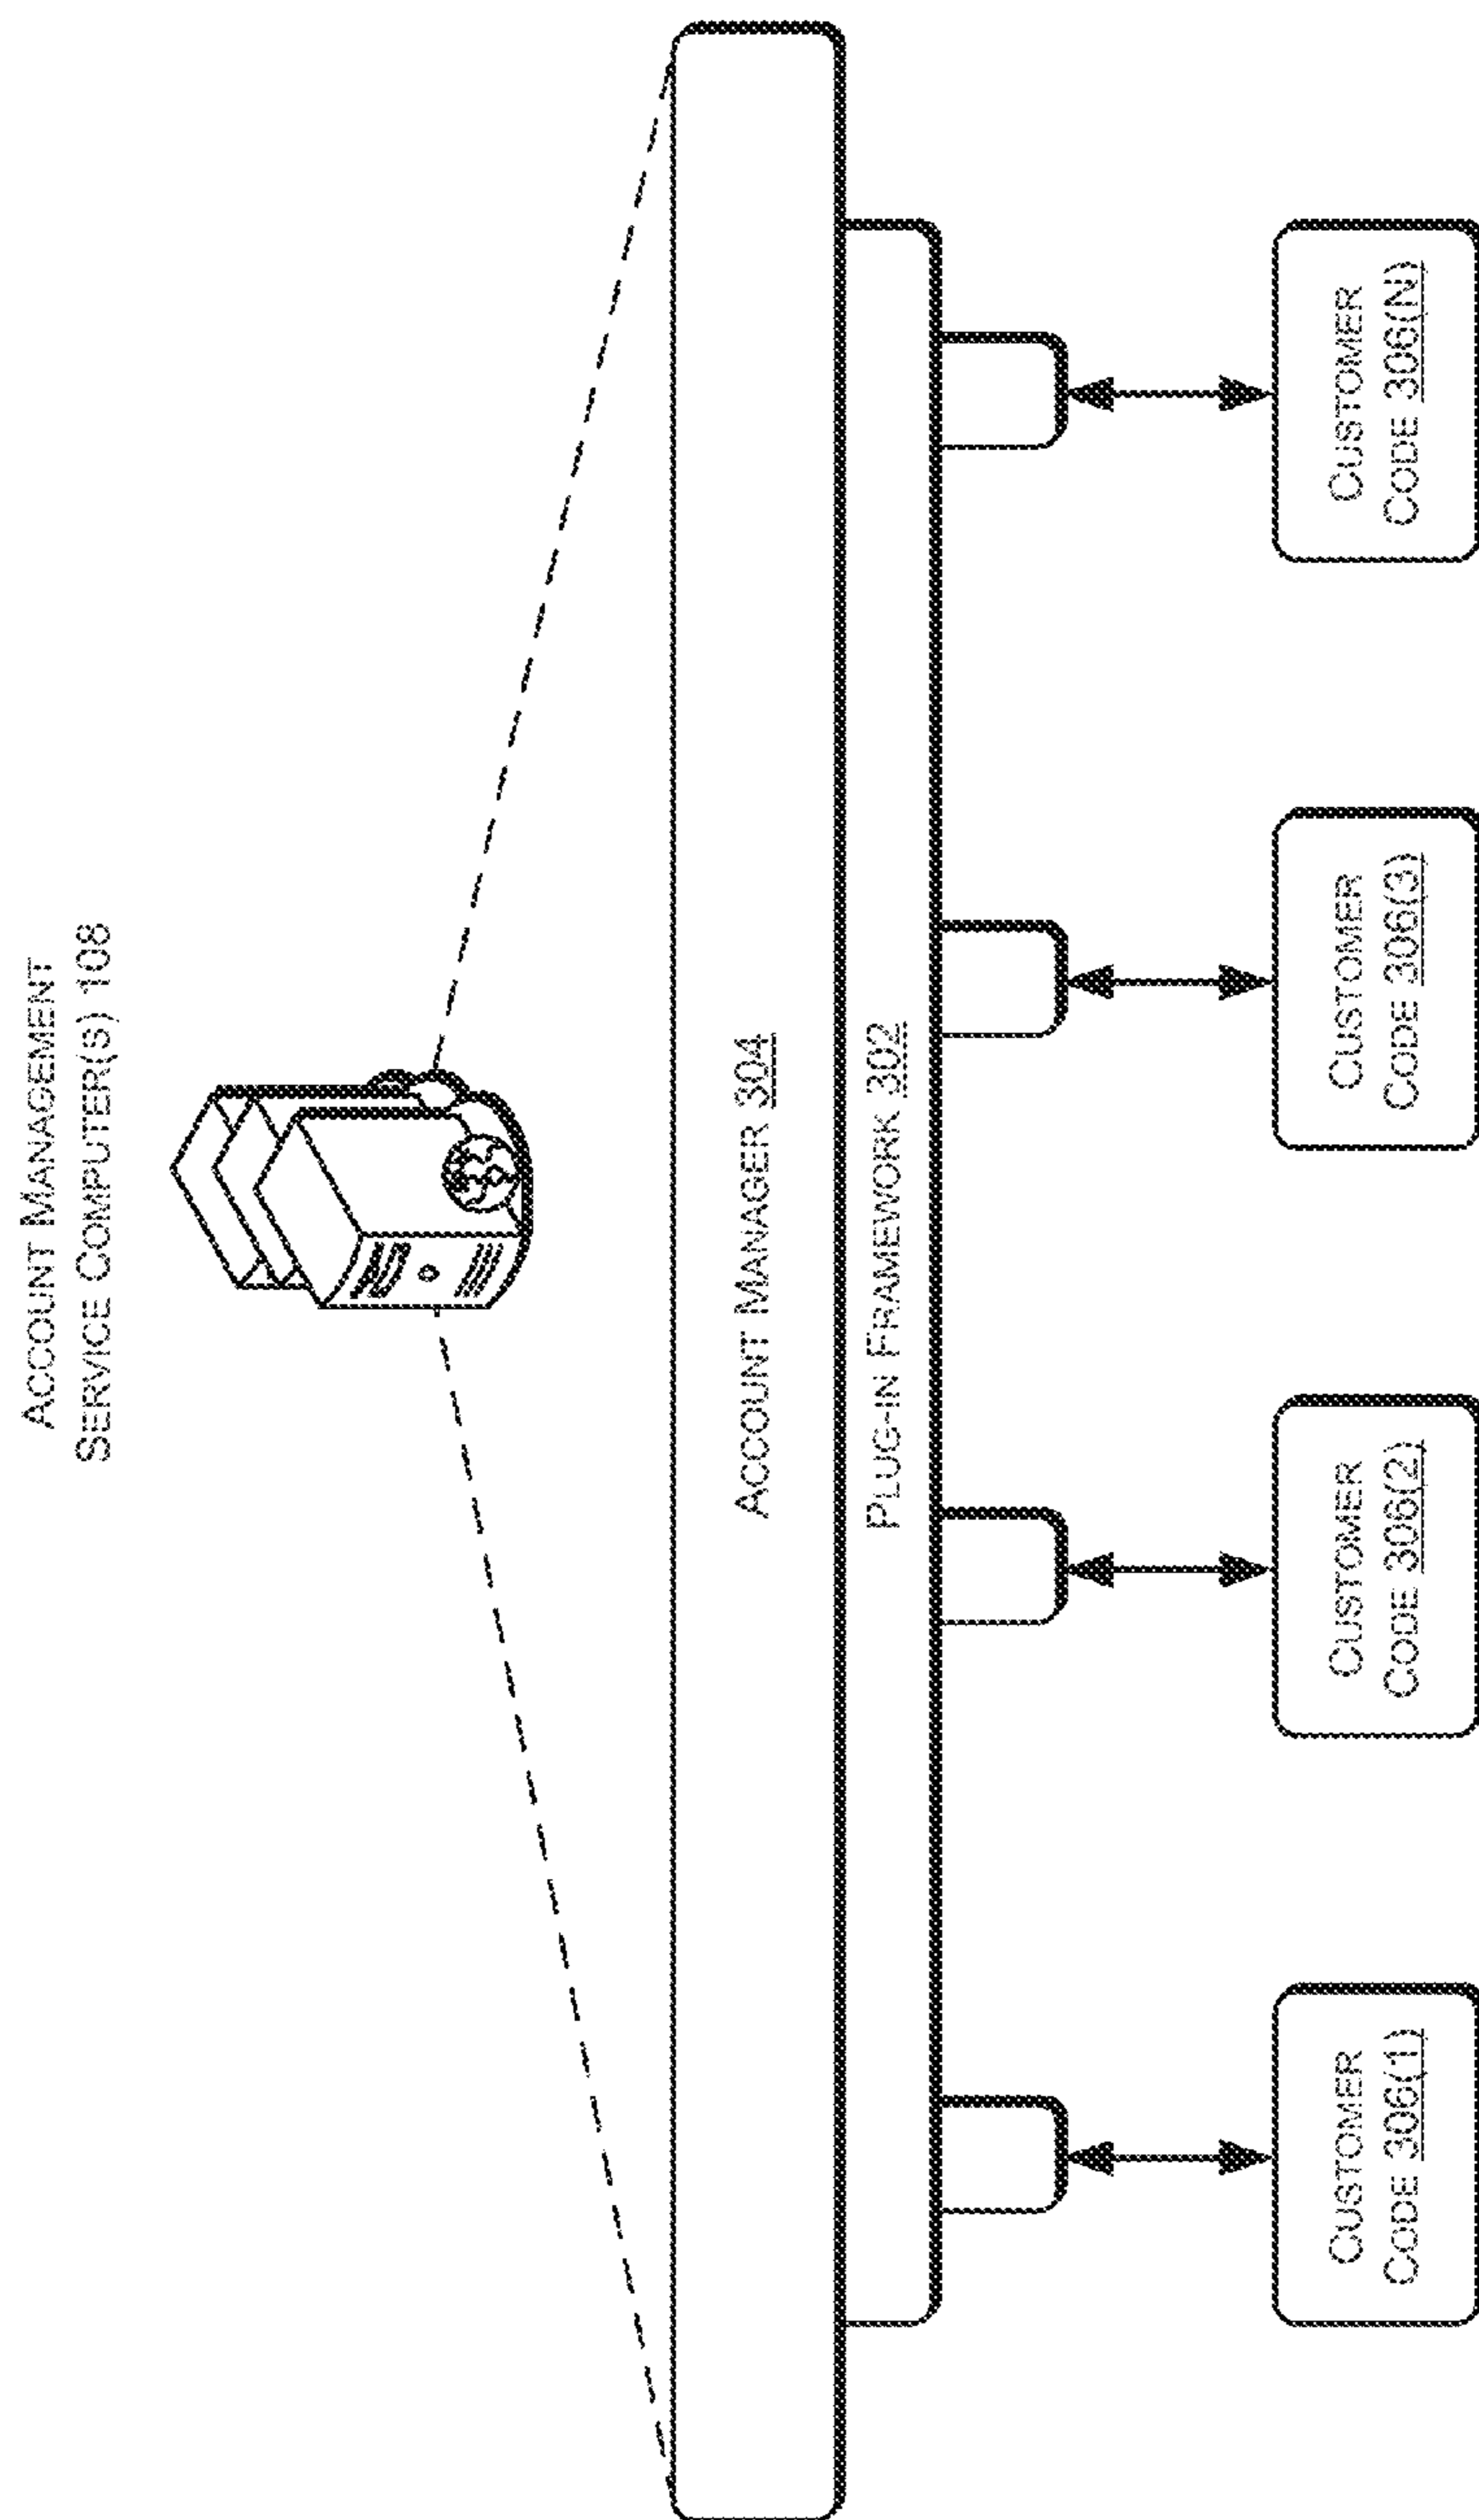 ACCOUNT MANAGEMENT
SERVICE COMPUTER(S) 108
ACCOUNT MANAGER 304
PLUG-IN FRAMEWORK 302
CUSTOMER
CODE 306(1)
CUSTOMER
CODE 306(2)
CUSTOMER
CODE 306(3)
CUSTOMER
CODE 306(N)